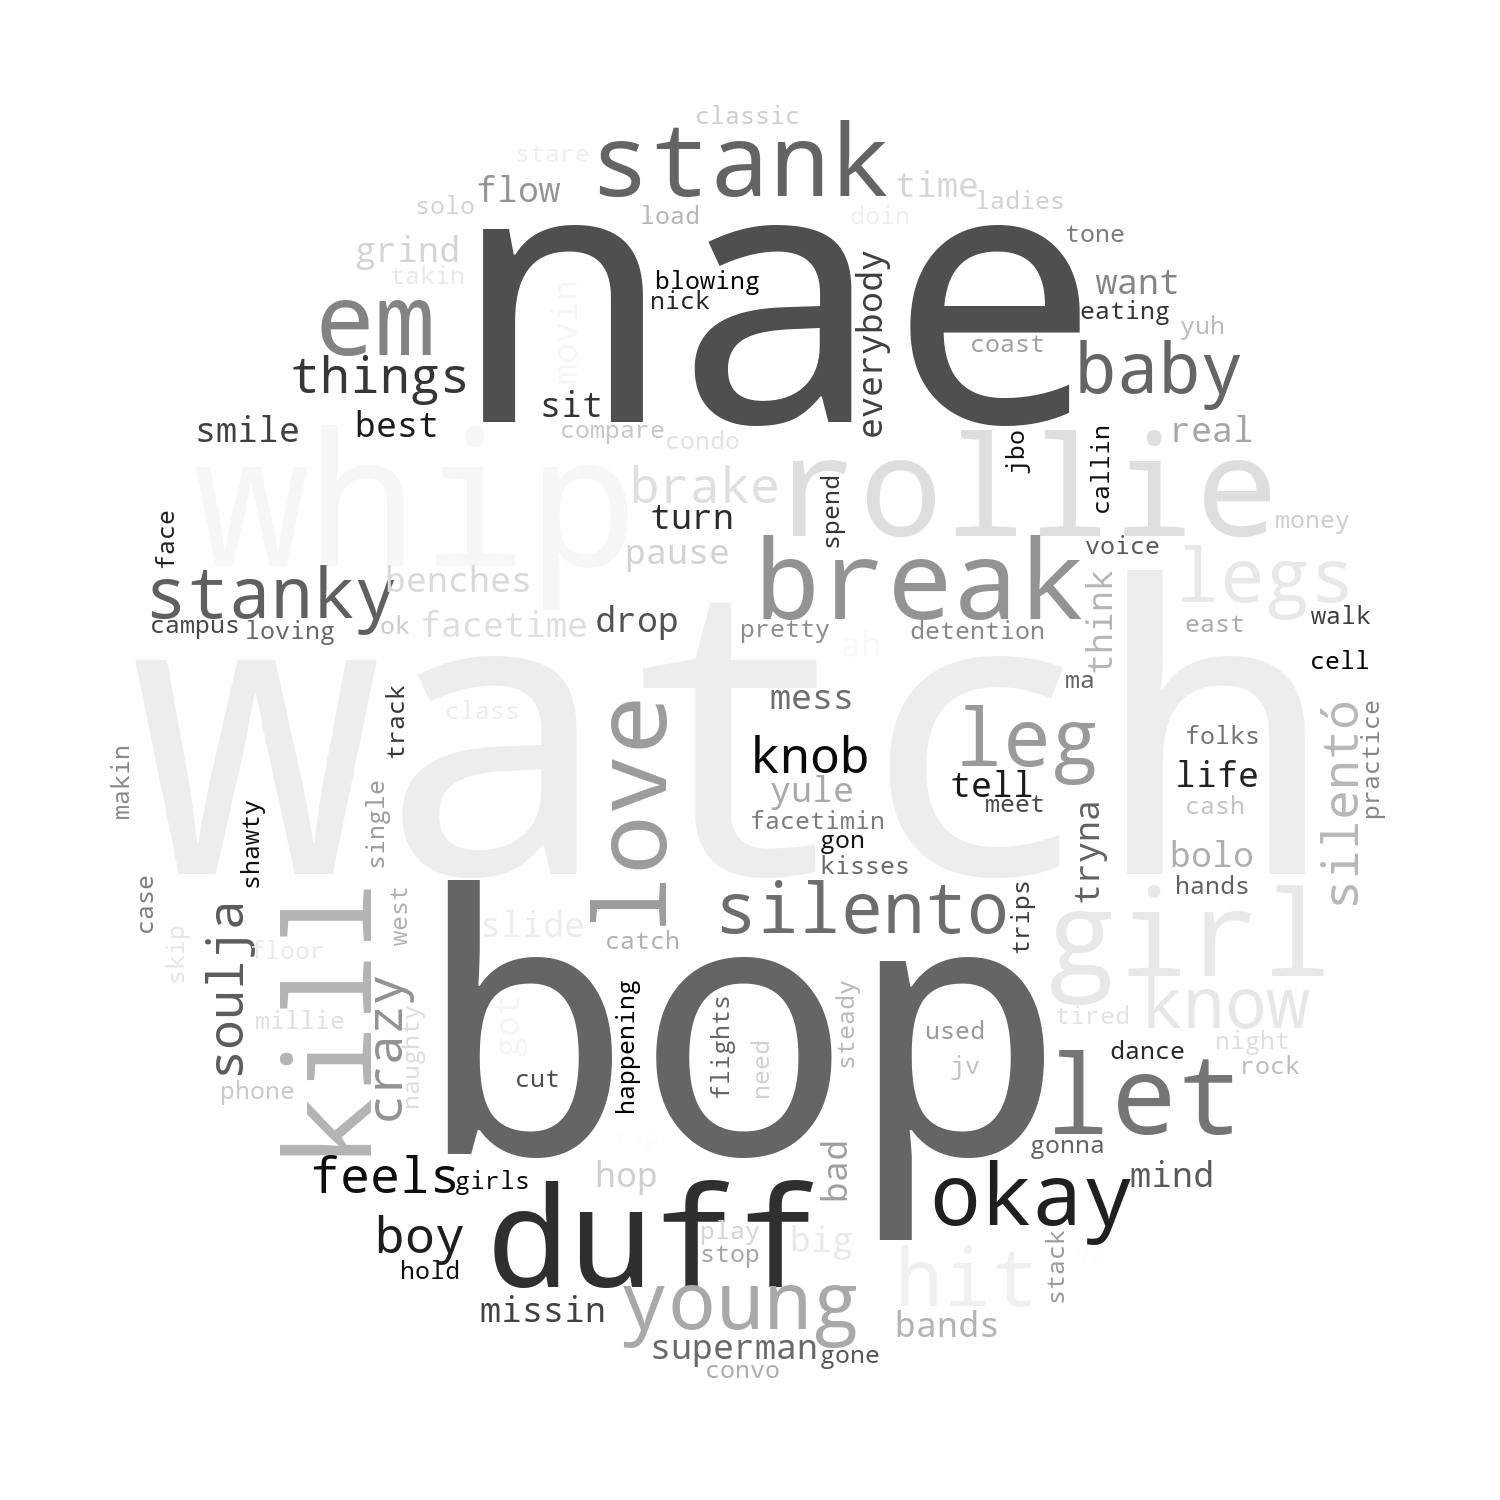 classic
stank
stare
flow
time
solo
load
doin
ladies
nae
tone
grind
takin
blowing
nick
everybody
want
eating
movin
em
coast
yuh
baby
things
sit
best
smile
compare
condo
jbo
callin
real
whip
rollie
brake
turn
spend
money
face
pause
break
voice
legs
stanky
benches
think
campus
loving
ok
facetime
drop
pretty
ah
detention
east
walk
watch
cell
ma
mess
track
class
love
leg
silentó
practice
makin
knob
folks
life
tell
yule
meet
cash
facetimin
single
shawty
gon
kisses
tryna
bolo
hands
case
west
silento
girl
slide
catch
trips
skip
floor
soulja
kill
crazy
bop
know
got
happening
flights
need
steady
used
jv
tired
night
millie
naughty
dance
rock
phone
cut
let
gonna
rip
feels
girls
hop
bad
okay
mind
boy
duff
play
stop
big
stack
hold
hit
missin
young
bands
superman
gone
convo